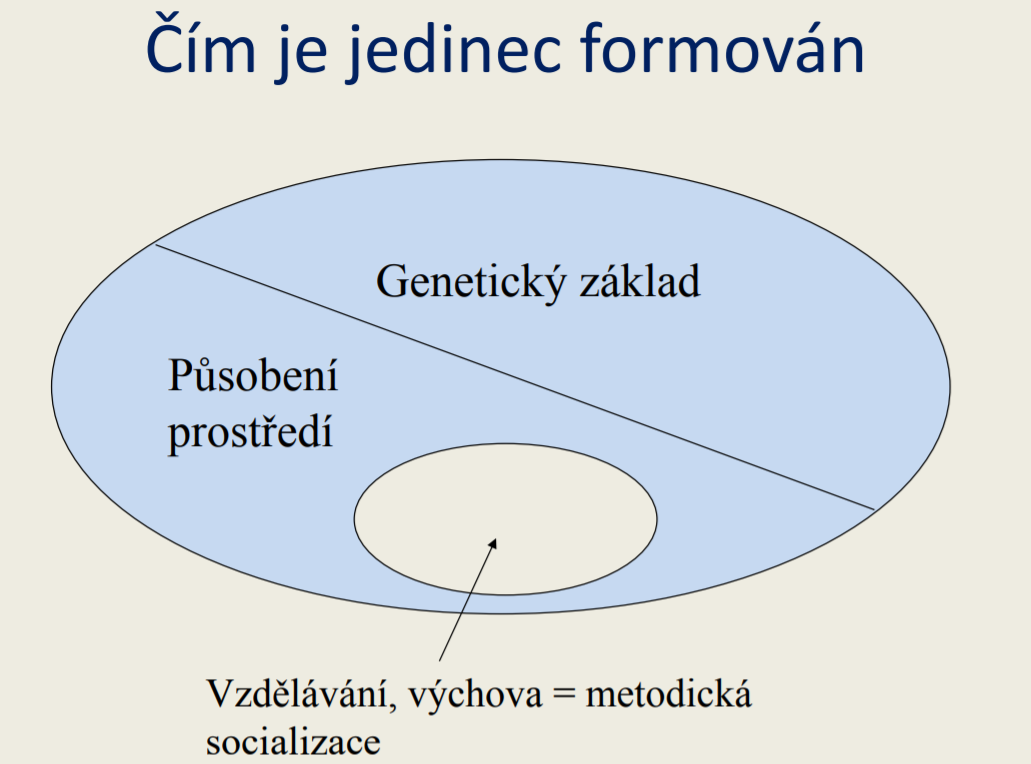 Čím je jedinec formován
Genetický základ
Působení
prostředí
Vzdělávání, výchova = metodická
socializace